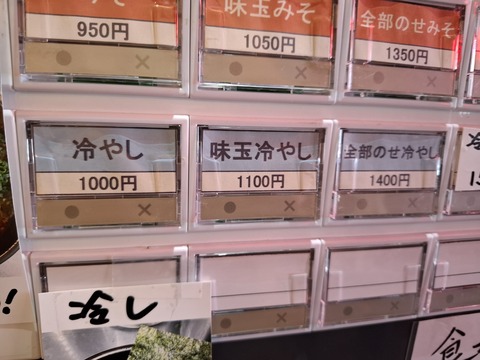 950円
味玉みそ
1050円
全部のせみそ
1350円
冷やし
1000円
味玉冷やし
1100円
全部のせ冷やし
1400円
冷し